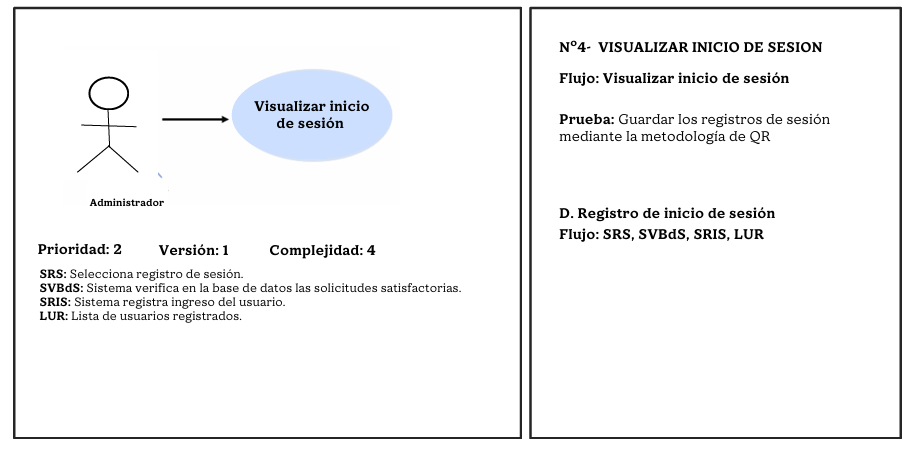 Visualizar inicio
de sesión
Administrador
Prioridad: 2 Versión: 1 Complejidad: 4
SRS: Selecciona registro de sesión.
SVBdS: Sistema verifica en la base de datos las solicitudes satisfactorias.
SRIS: Sistema registra ingreso del usuario.
LUR: Lista de usuarios registrados.
Nº4- VISUALIZAR INICIO DE SESION
Flujo: Visualizar inicio de sesión
Prueba: Guardar los registros de sesión
mediante la metodología de QR
D. Registro de inicio de sesión
Flujo: SRS, SVBdS, SRIS, LUR